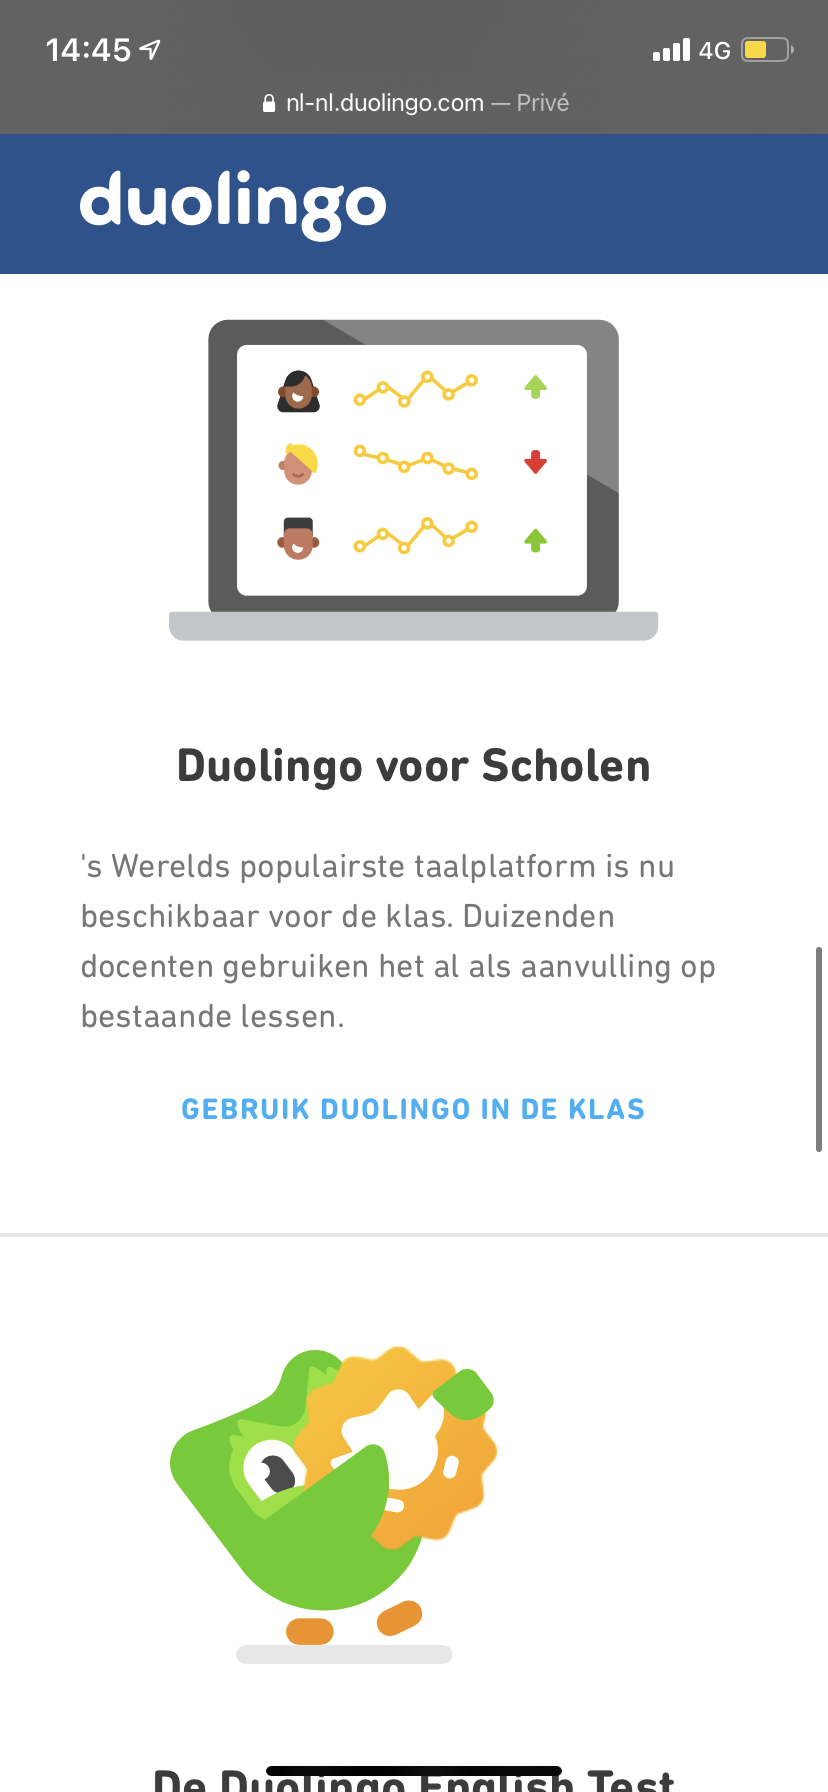 14:45
4G
nl-nl.duolingo.com — Privé
duolingo
Duolingo voor Scholen
's Werelds populairste taalplatform is nu
beschikbaar voor de klas. Duizenden
docenten gebruiken het al als aanvulling op
bestaande lessen.
GEBRUIK DUOLINGO IN DE KLAS
De Duolingo English Test